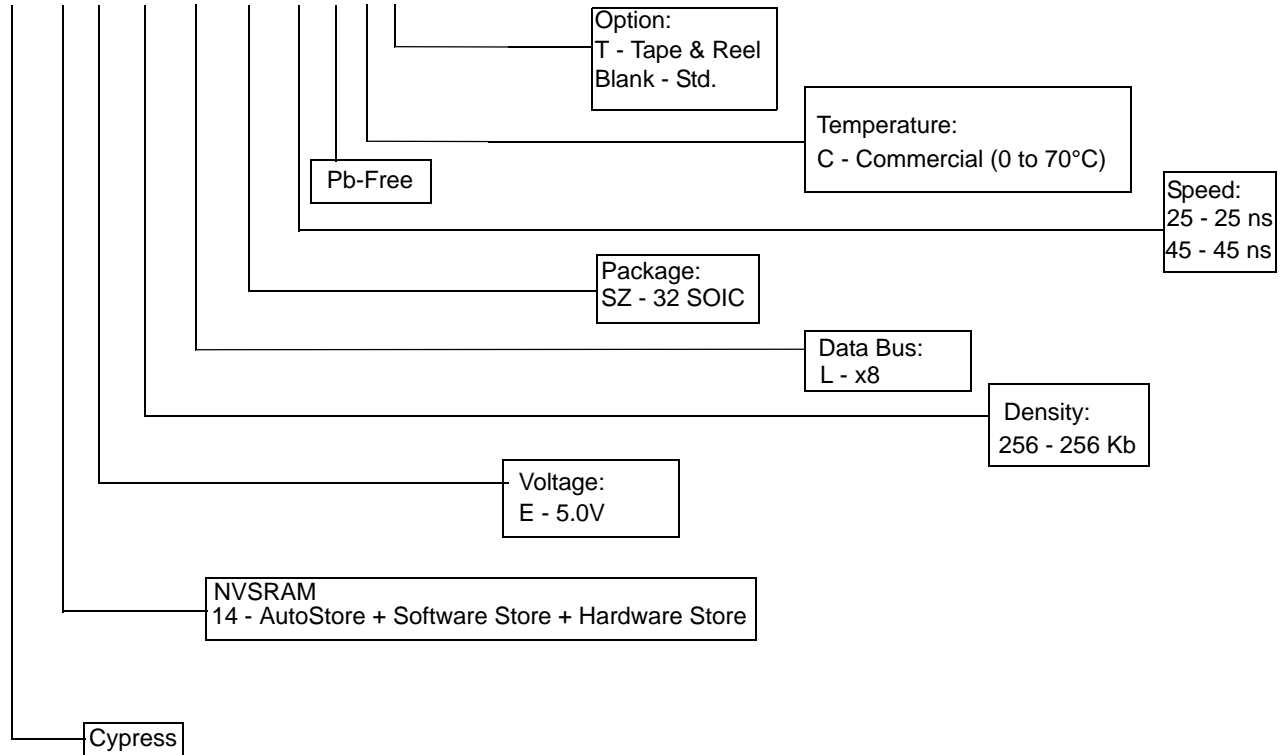 Option:
T - Tape & Reel
Blank - Std.
Temperature:
C - Commercial (0 to 70°C)
Pb-Free
Speed:
25 - 25 ns
45 - 45 ns
Package:
SZ - 32 SOIC
Data Bus:
L - x8
Density:
256 - 256 Kb
Voltage:
E - 5.0V
NVSRAM
14 - AutoStore + Software Store + Hardware Store
Cypress